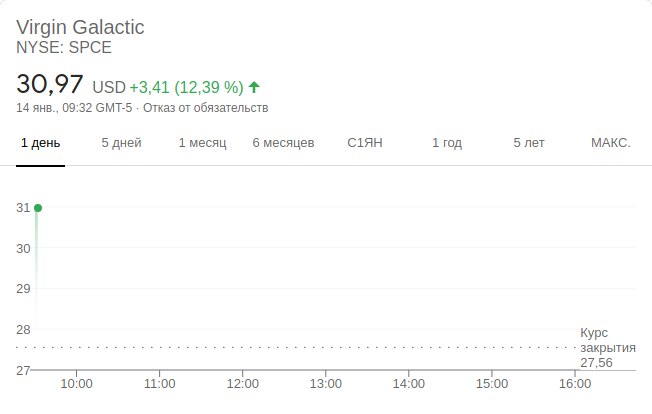 Virgin Galactic
NYSE: SPCE
30,97 USD +3,41 (12,39 %)
14 янв., 09:32 GMT-5 · Отказ от обязательств
1 день 5 дней 1 месяц 6 месяцев С1ЯН 1 год 5 лет МАКС.
31
30
29
28
Курс
закрытия
27,56
27
10:00 11:00 12:00 13:00 14:00 15:00 16:00